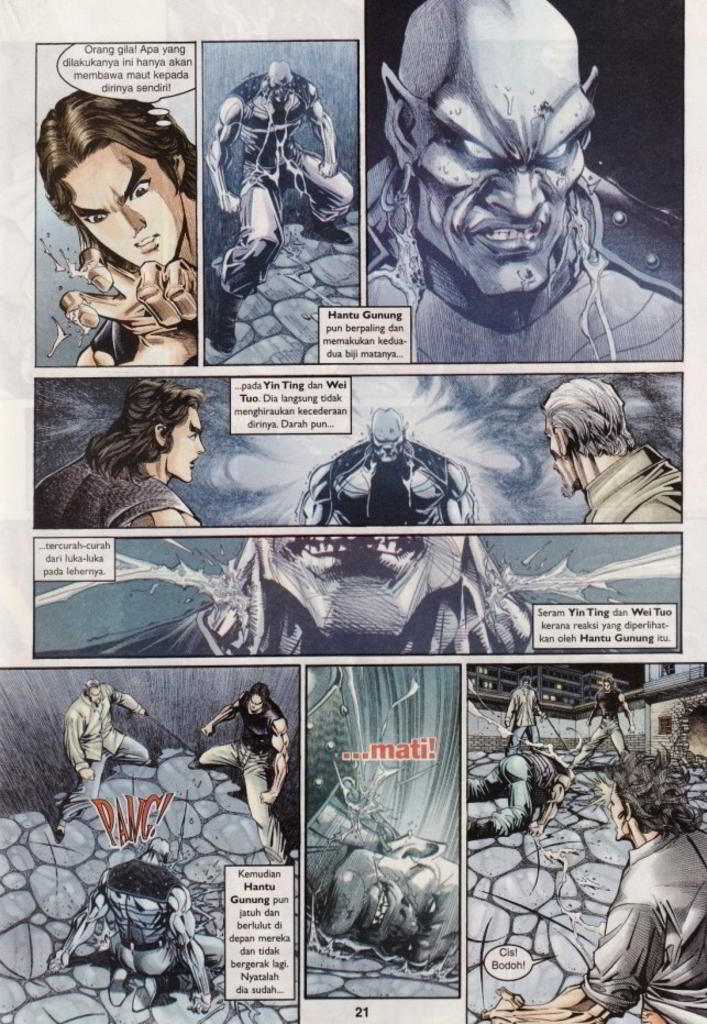 Orang gila! Apa yang
dilakukanya ini hanya akan
membawa maut kepada
dirinya sendiri!
Hantu Gunung
pun berpaling dan
memakukan kedua-
dua biji matanya...
...pada Yin Ting dan Wei
Tuo. Dia langsung tidak
menghiraukan kecederaan
dirinya. Darah pun...
...tercurah-curah
dari luka-luka
pada lehernya.
Seram Yin Ting dan Wei Tuo
kerana reaksi yang diperlihat-
kan oleh Hantu Gunung itu.
PANG!
Kemudian
Hantu
Gunung pun
jatuh dan
berlutut di
depan mereka
dan tidak
bergerak lagi.
Nyatalah
dia sudah...
...mati!
Cis!
Bodoh!
21